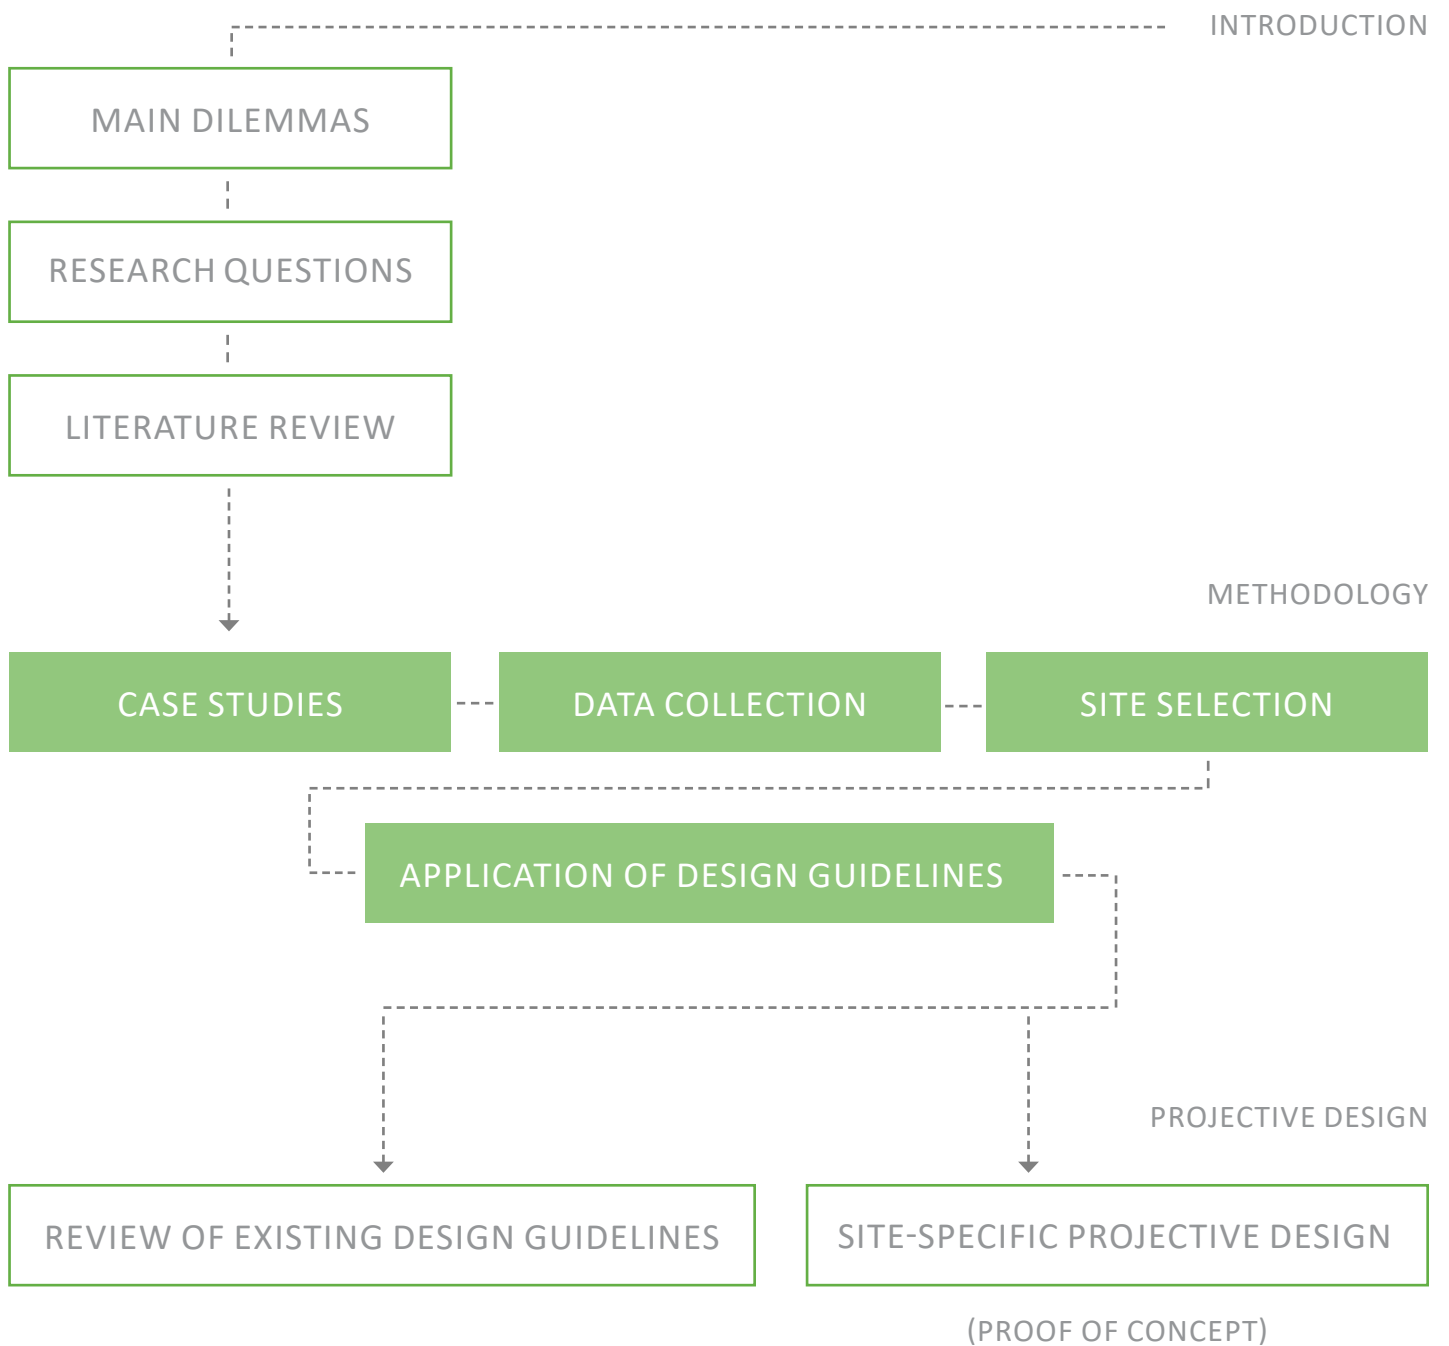 INTRODUCTION
MAIN DILEMMAS
RESEARCH QUESTIONS
LITERATURE REVIEW
METHODOLOGY
CASE STUDIES
DATA COLLECTION
SITE SELECTION
APPLICATION OF DESIGN GUIDELINES
PROJECTIVE DESIGN
REVIEW OF EXISTING DESIGN GUIDELINES
SITE-SPECIFIC PROJECTIVE DESIGN
(PROOF OF CONCEPT)